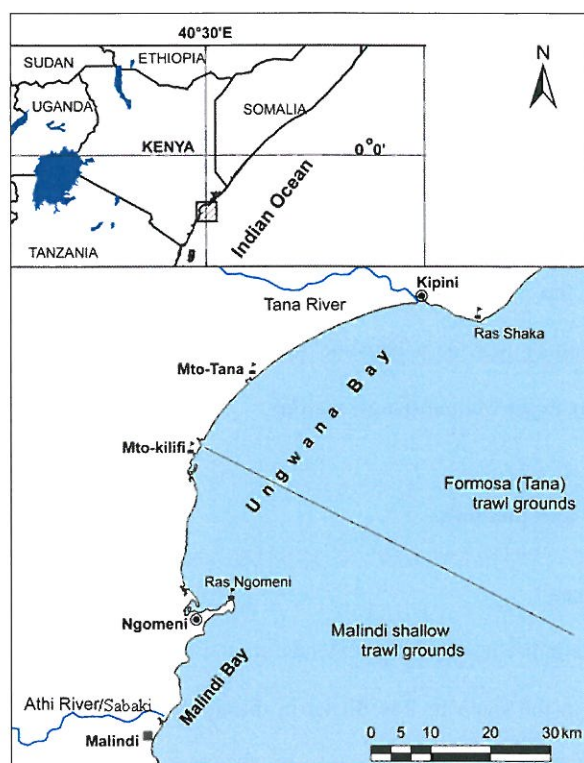 40°30'E
N
SUDAN
ETHIOPIA
UGANDA
SOMALIA
KENYA
0°0'
Indian Ocean
TANZANIA
Kipini
Tana River
Ras Shaka
Mto-Tana
Ungwana Bay
Mto-kilifi
Formosa (Tana)
trawl grounds
Ras Ngomeni
Ngomeni
Malindi shallow
trawl grounds
Malindi Bay
Athi River/Sabaki
Malindi
0 5 10 20 30 km